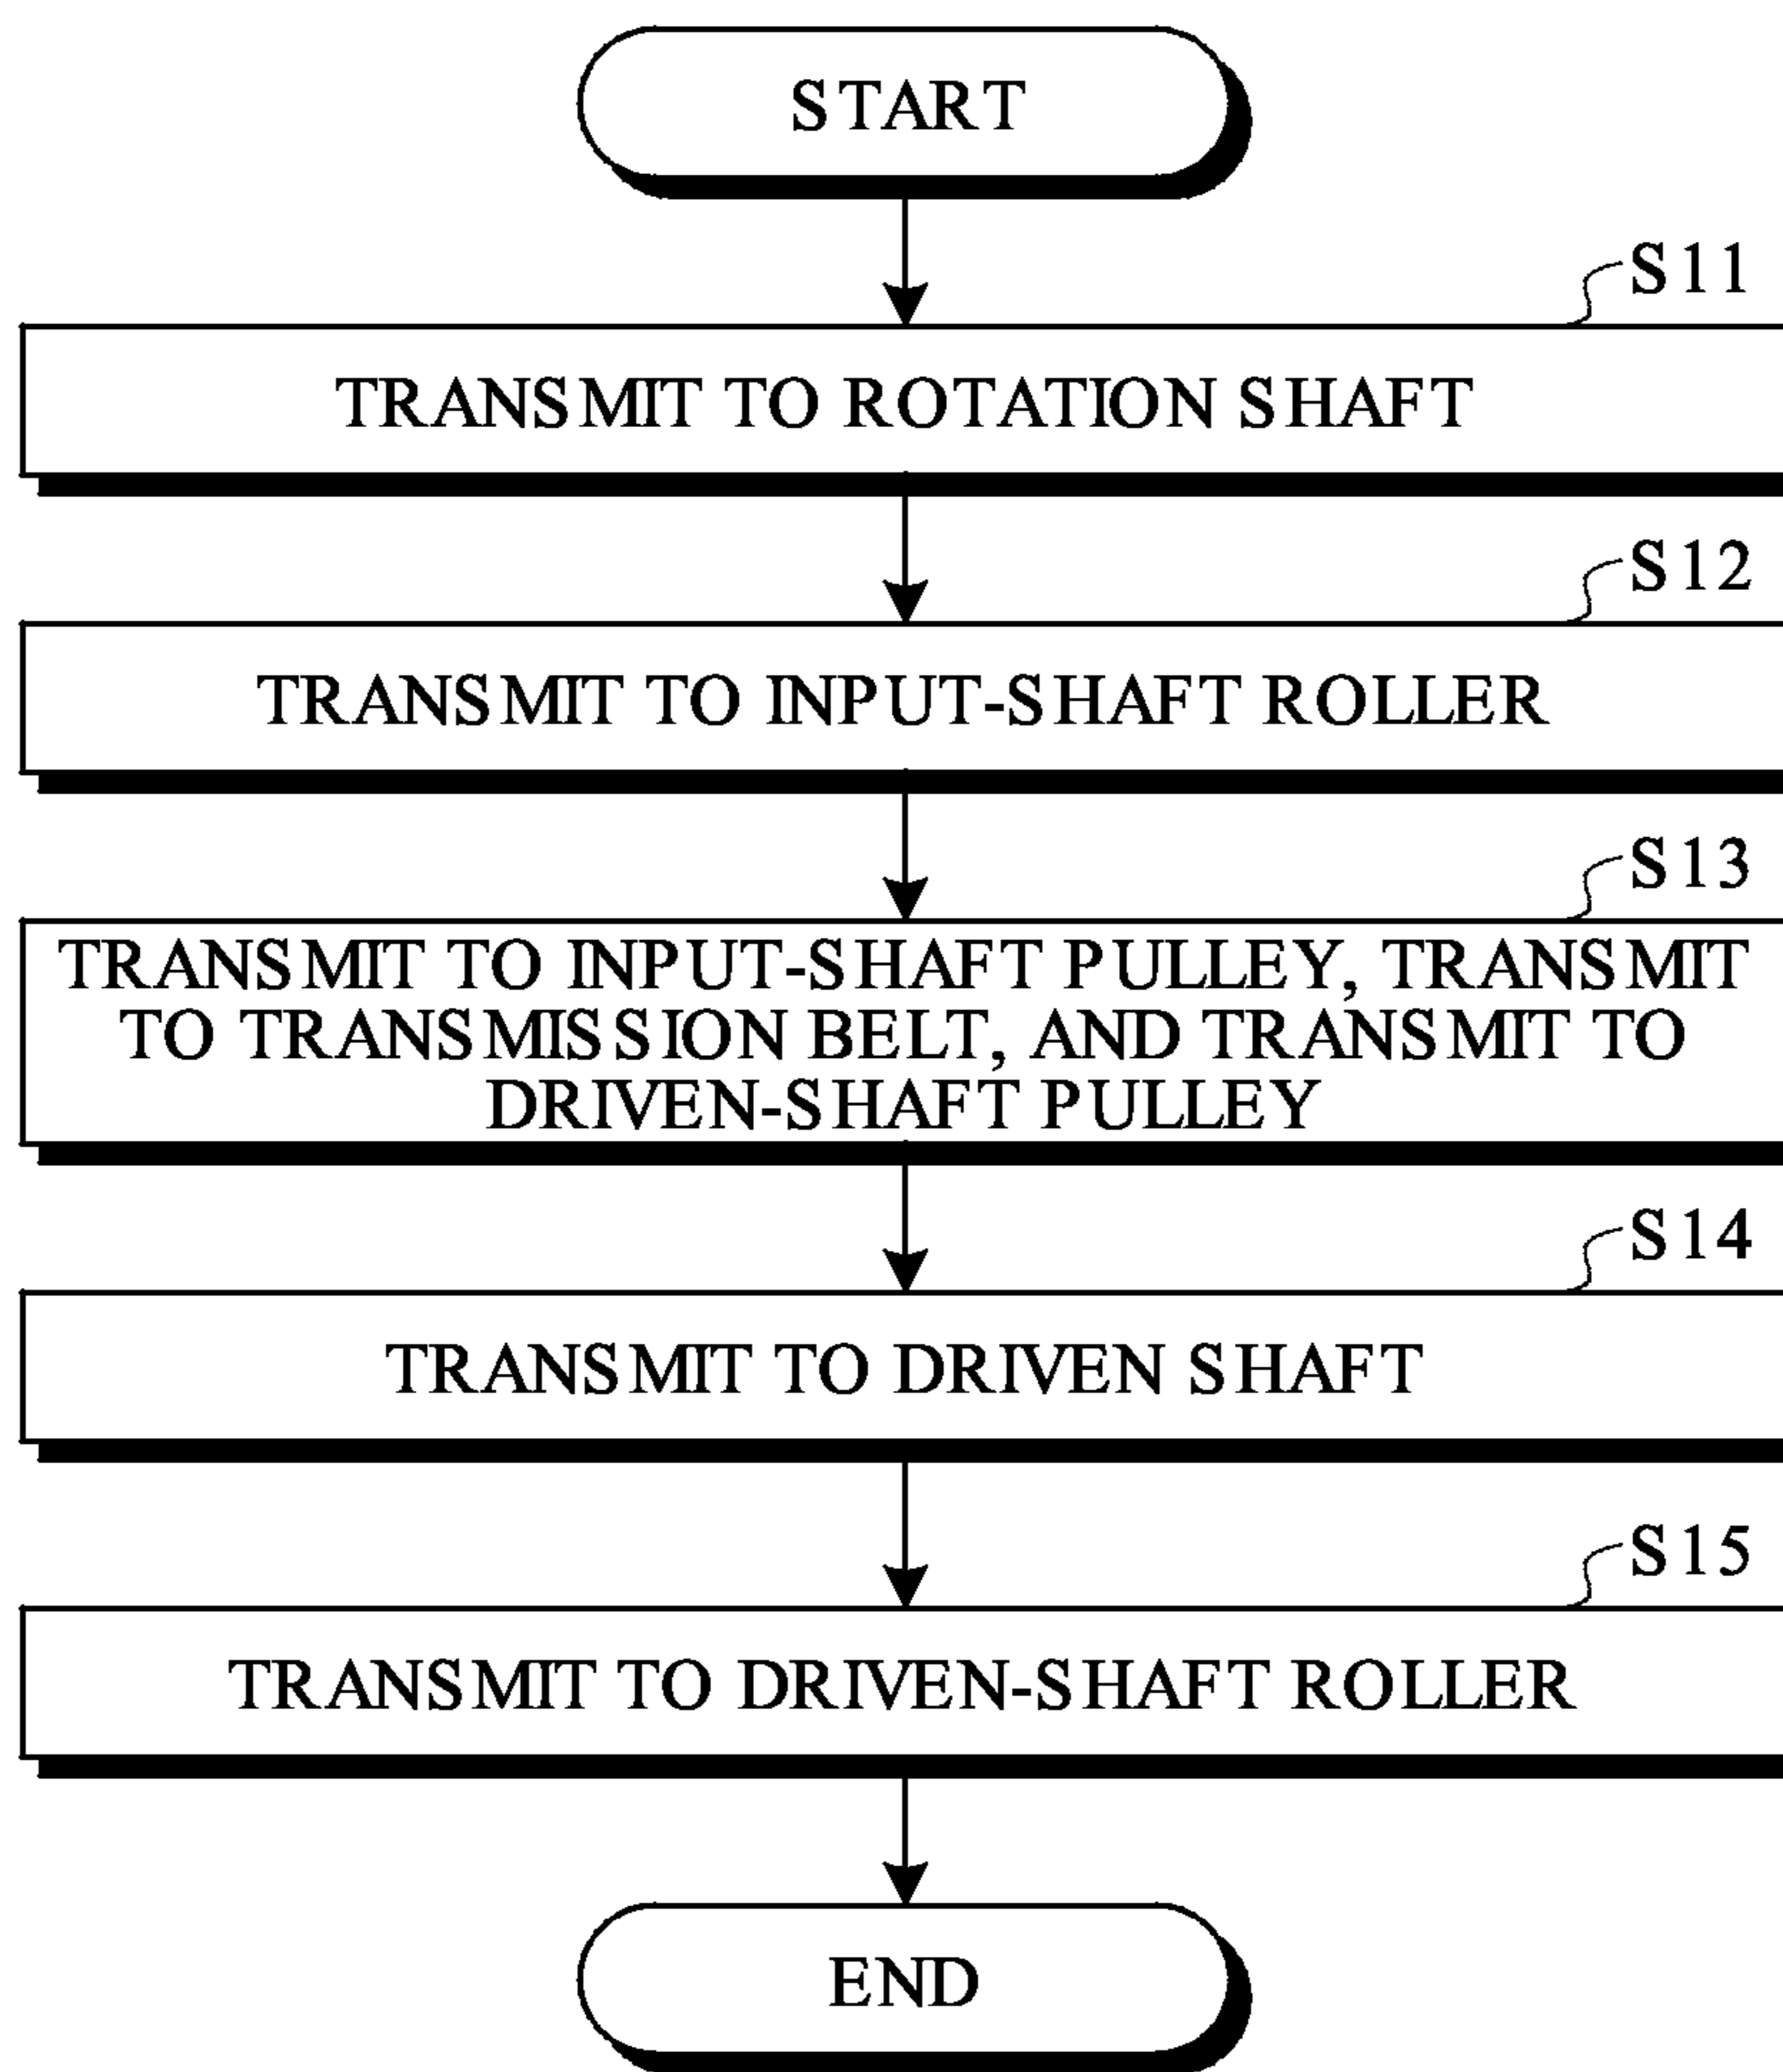 START
S11
TRANSMIT TO ROTATION SHAFT
S12
TRANSMIT TO INPUT-SHAFT ROLLER
S13
TRANSMIT TO INPUT-SHAFT PULLEY, TRANSMIT
TO TRANSMISSION BELT, AND TRANSMIT TO
DRIVEN-SHAFT PULLEY
S14
TRANSMIT TO DRIVEN SHAFT
S15
TRANSMIT TO DRIVEN-SHAFT ROLLER
END